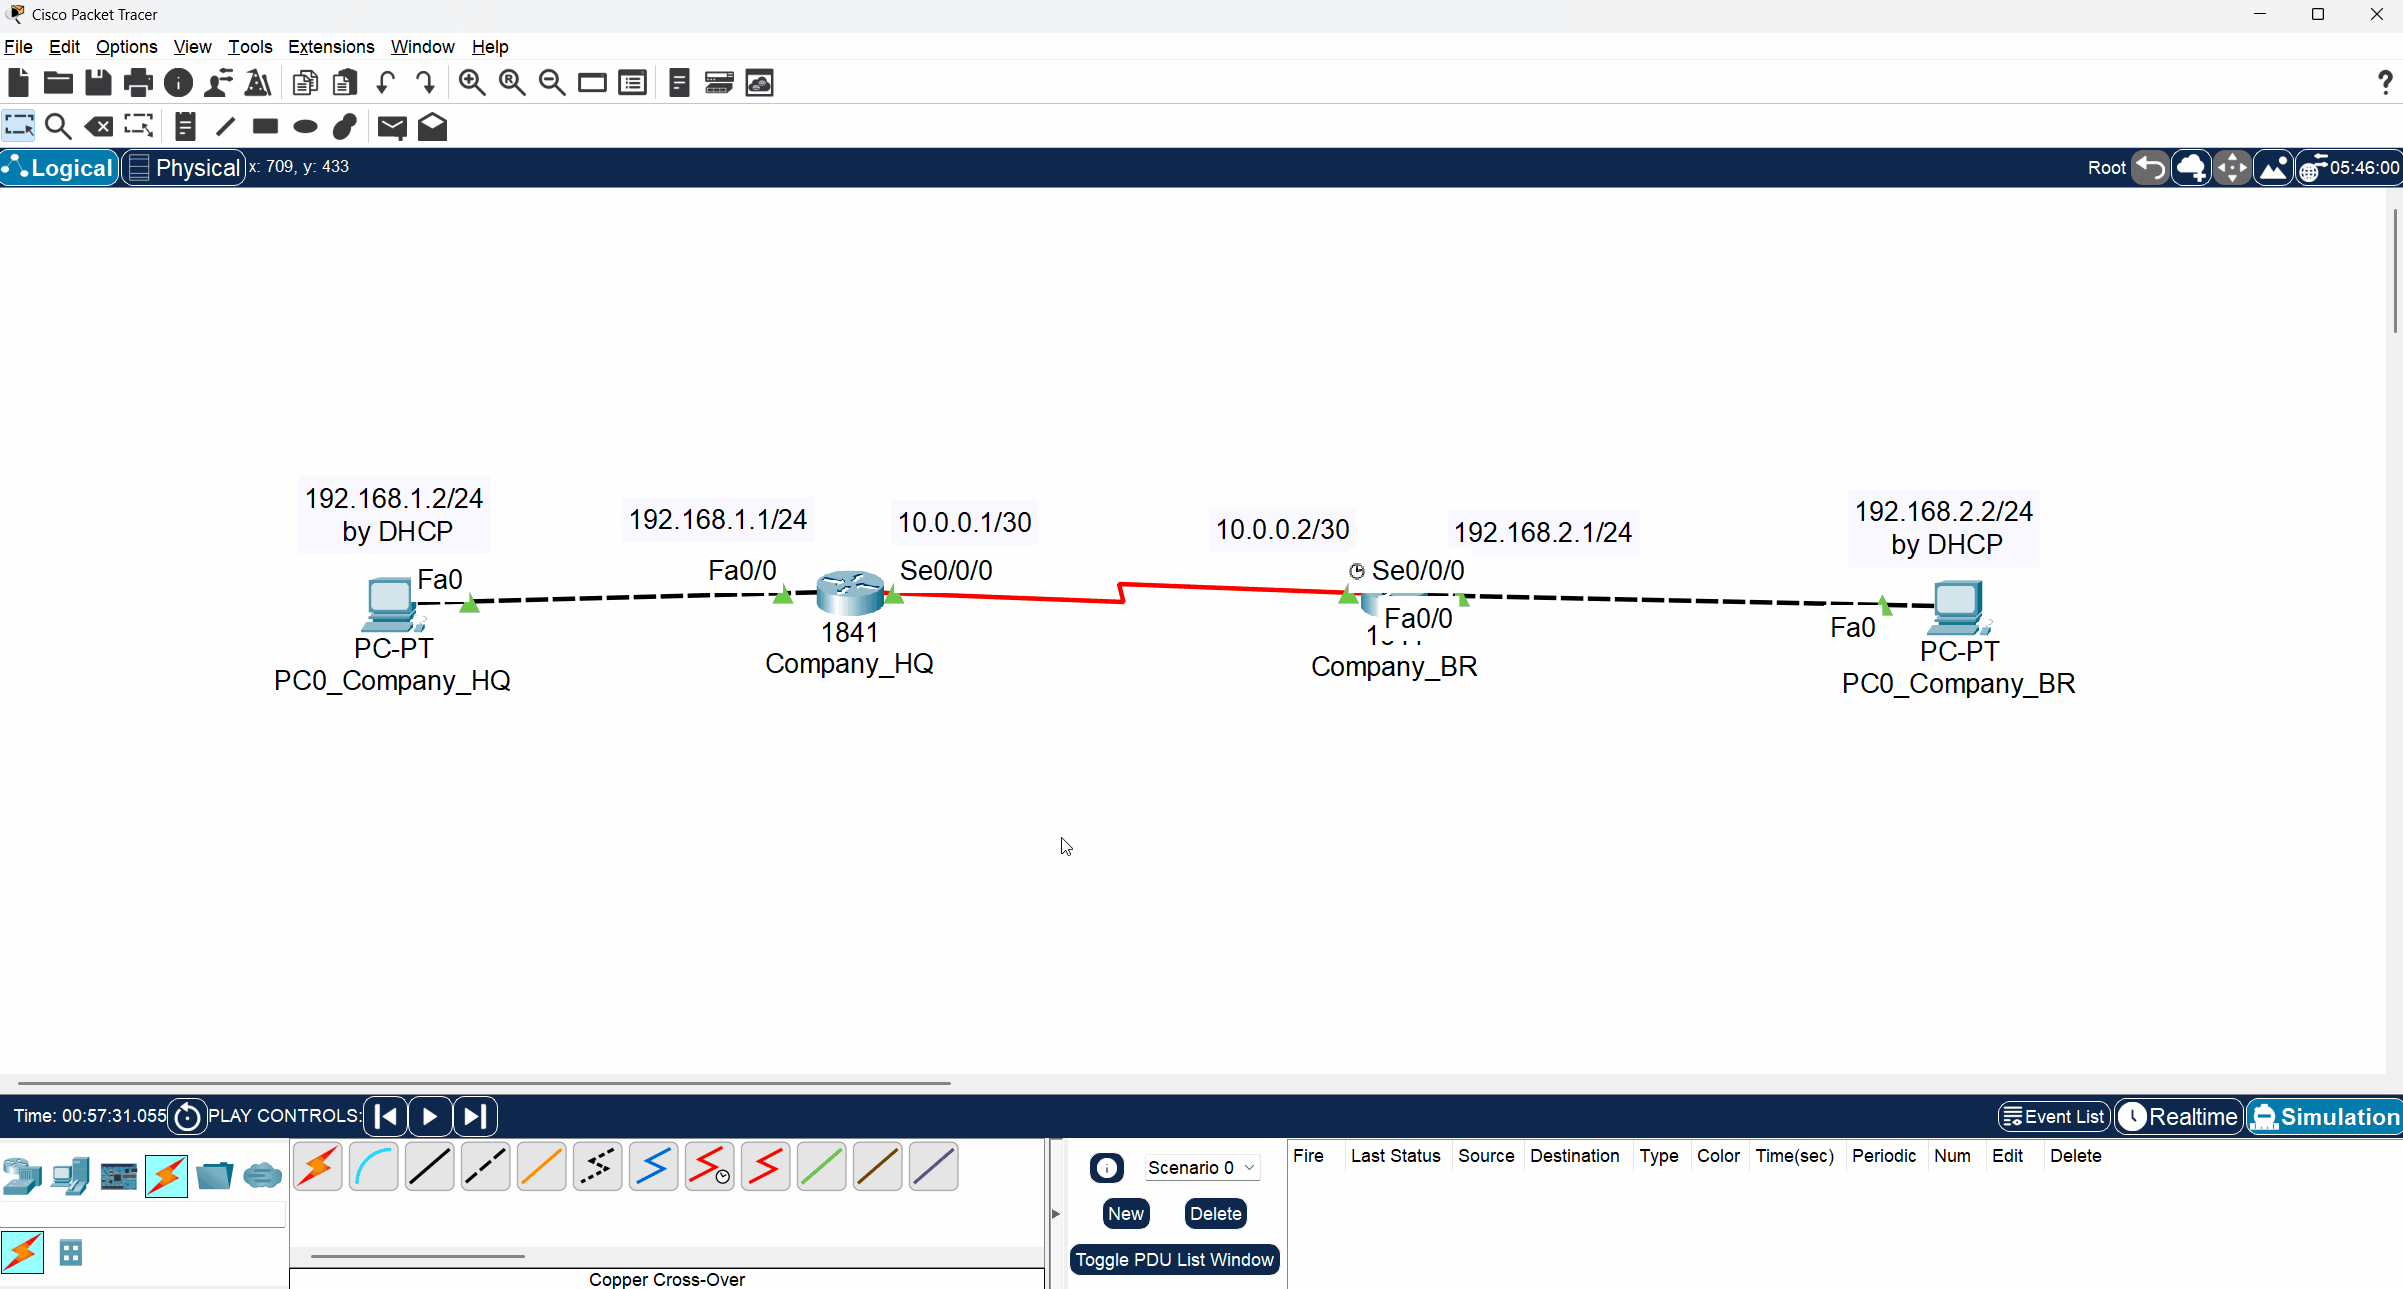 Cisco Packet Tracer
File Edit Options View Tools Extensions Window Help
Logical Physical x: 709, y: 433
Root 05:46:00
192.168.1.2/24
by DHCP
192.168.1.1/24
10.0.0.1/30
10.0.0.2/30
192.168.2.1/24
192.168.2.2/24
by DHCP
Fa0
Fa0/0
Se0/0/0
Se0/0/0
Fa0/0
Fa0
PC-PT
PC0_Company_HQ
1841
Company_HQ
Company_BR
PC-PT
PC0_Company_BR
Time: 00:57:31.055 PLAY CONTROLS:
Event List Realtime Simulation
Scenario 0
New Delete
Toggle PDU List Window
Fire Last Status Source Destination Type Color Time(sec) Periodic Num Edit Delete
Copper Cross-Over